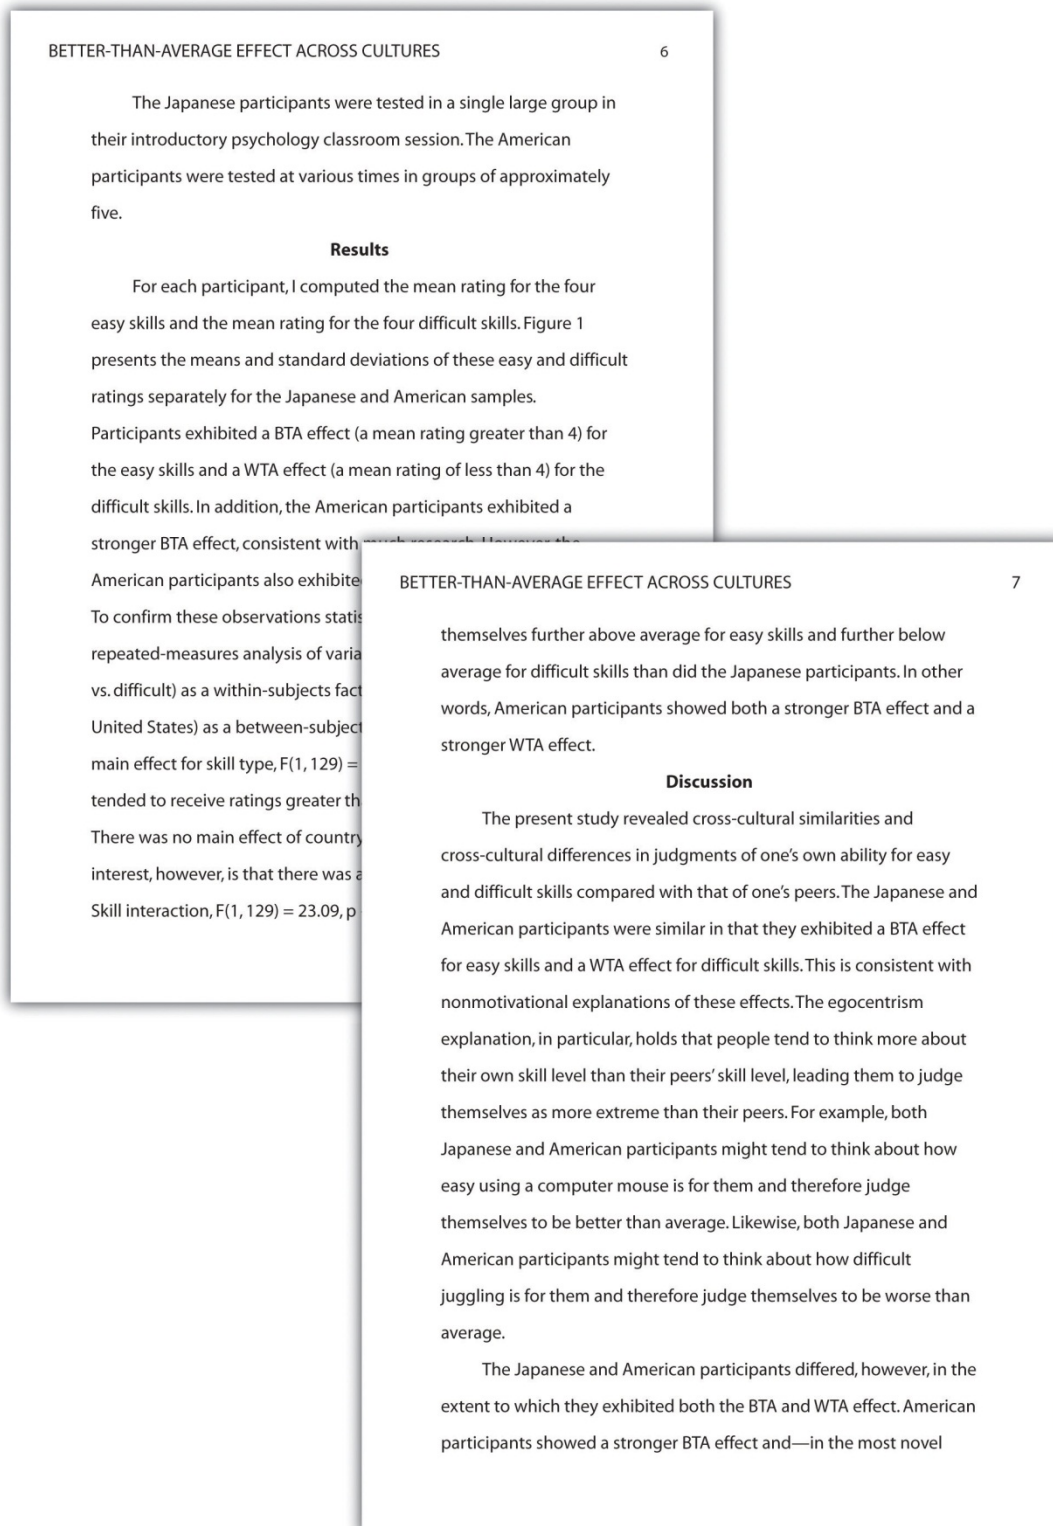 BETTER-THAN-AVERAGE EFFECT ACROSS CULTURES 6
The Japanese participants were tested in a single large group in
their introductory psychology classroom session. The American
participants were tested at various times in groups of approximately
five.
Results
For each participant, I computed the mean rating for the four
easy skills and the mean rating for the four difficult skills. Figure 1
presents the means and standard deviations of these easy and difficult
ratings separately for the Japanese and American samples.
Participants exhibited a BTA effect (a mean rating greater than 4) for
the easy skills and a WTA effect (a mean rating of less than 4) for the
difficult skills. In addition, the American participants exhibited a
stronger BTA effect, consistent with much research. However, the
American participants also exhibite
To confirm these observations statis
repeated-measures analysis of varia
vs. difficult) as a within-subjects fact
United States) as a between-subject
main effect for skill type, F(1, 129) =
tended to receive ratings greater th
There was no main effect of country
interest, however, is that there was a
Skill interaction, F(1, 129) = 23.09, p
BETTER-THAN-AVERAGE EFFECT ACROSS CULTURES 7
themselves further above average for easy skills and further below
average for difficult skills than did the Japanese participants. In other
words, American participants showed both a stronger BTA effect and a
stronger WTA effect.
Discussion
The present study revealed cross-cultural similarities and
cross-cultural differences in judgments of one's own ability for easy
and difficult skills compared with that of one's peers. The Japanese and
American participants were similar in that they exhibited a BTA effect
for easy skills and a WTA effect for difficult skills. This is consistent with
nonmotivational explanations of these effects. The egocentrism
explanation, in particular, holds that people tend to think more about
their own skill level than their peers' skill level, leading them to judge
themselves as more extreme than their peers. For example, both
Japanese and American participants might tend to think about how
easy using a computer mouse is for them and therefore judge
themselves to be better than average. Likewise, both Japanese and
American participants might tend to think about how difficult
juggling is for them and therefore judge themselves to be worse than
average.
The Japanese and American participants differed, however, in the
extent to which they exhibited both the BTA and WTA effect. American
participants showed a stronger BTA effect and—in the most novel